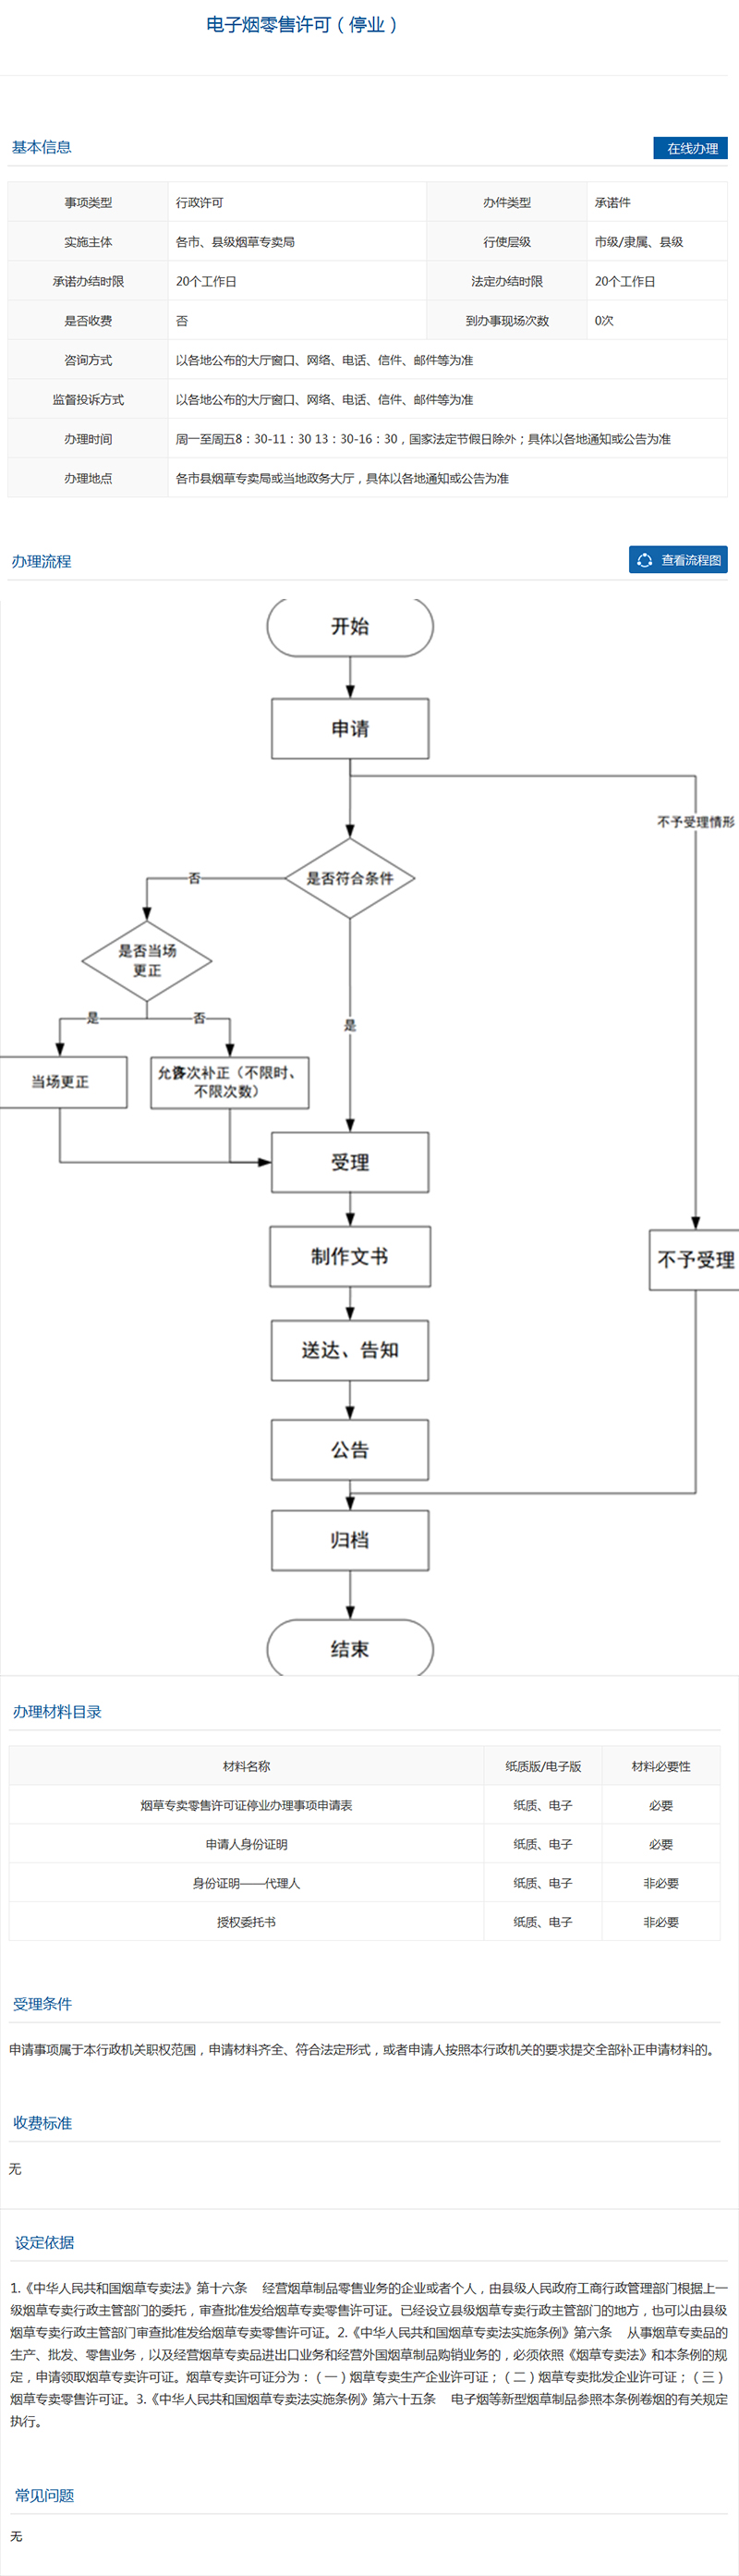 电子烟零售许可（停业）
基本信息
在线办理
事项类型 行政许可 办件类型 承诺件
实施主体 各市、县级烟草专卖局 行使层级 市级/隶属、县级
承诺办结时限 20个工作日 法定办结时限 20个工作日
是否收费 否 到办事现场次数 0次
咨询方式 以各地公布的大厅窗口、网络、电话、信件、邮件等为准
监督投诉方式 以各地公布的大厅窗口、网络、电话、信件、邮件等为准
办理时间 周一至周五8：30-11：30 13：30-16：30，国家法定节假日除外；具体以各地通知或公告为准
办理地点 各市县烟草专卖局或当地政务大厅，具体以各地通知或公告为准
办理流程
查看流程图
开始
申请
不予受理情形
是否符合条件
否
是否当场
更正
是
否
是
当场更正
次补正（不限时、
不限次数）
受理
制作文书
不予受理
送达、告知
公告
归档
结束
办理材料目录
材料名称 纸质版/电子版 材料必要性
烟草专卖零售许可证停业办理事项申请表 纸质、电子 必要
申请人身份证明 纸质、电子 必要
身份证明——代理人 纸质、电子 非必要
授权委托书 纸质、电子 非必要
受理条件
申请事项属于本行政机关职权范围，申请材料齐全、符合法定形式，或者申请人按照本行政机关的要求提交全部补正申请材料的。
收费标准
无
设定依据
1.《中华人民共和国烟草专卖法》第十六条 经营烟草制品零售业务的企业或者个人，由县级人民政府工商行政管理部门根据上一
级烟草专卖行政主管部门的委托，审查批准发给烟草专卖零售许可证。已经设立县级烟草专卖行政主管部门的地方，也可以由县级
烟草专卖行政主管部门审查批准发给烟草专卖零售许可证。2.《中华人民共和国烟草专卖法实施条例》第六条 从事烟草专卖品的
生产、批发、零售业务，以及经营烟草专卖品进出口业务和经营外国烟草制品购销业务的，必须依照《烟草专卖法》和本条例的规
定，申请领取烟草专卖许可证。烟草专卖许可证分为：（一）烟草专卖生产企业许可证；（二）烟草专卖批发企业许可证；（三）
烟草专卖零售许可证。3.《中华人民共和国烟草专卖法实施条例》第六十五条 电子烟等新型烟草制品参照本条例卷烟的有关规定
执行。
常见问题
无